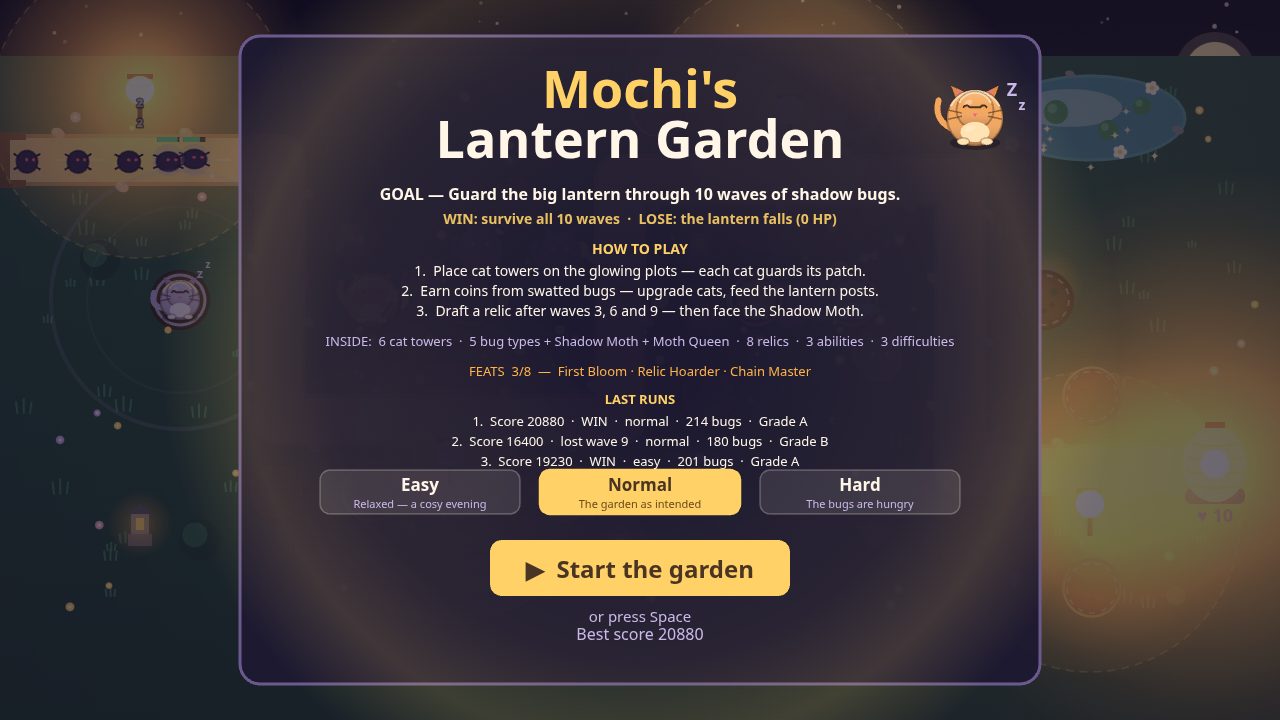 Mochi's
Lantern Garden
Z
z
GOAL — Guard the big lantern through 10 waves of shadow bugs.
WIN: survive all 10 waves · LOSE: the lantern falls (0 HP)
HOW TO PLAY
1. Place cat towers on the glowing plots — each cat guards its patch.
2. Earn coins from swatted bugs — upgrade cats, feed the lantern posts.
3. Draft a relic after waves 3, 6 and 9 — then face the Shadow Moth.
z
z
INSIDE: 6 cat towers · 5 bug types + Shadow Moth + Moth Queen · 8 relics · 3 abilities · 3 difficulties
FEATS 3/8 — First Bloom · Relic Hoarder · Chain Master
LAST RUNS
1. Score 20880 · WIN · normal · 214 bugs · Grade A
2. Score 16400 · lost wave 9 · normal · 180 bugs · Grade B
3. Score 19230 · WIN · easy · 201 bugs · Grade A
Easy
Relaxed — a cosy evening
Normal
The garden as intended
Hard
The bugs are hungry
♥ 10
▶ Start the garden
or press Space
Best score 20880